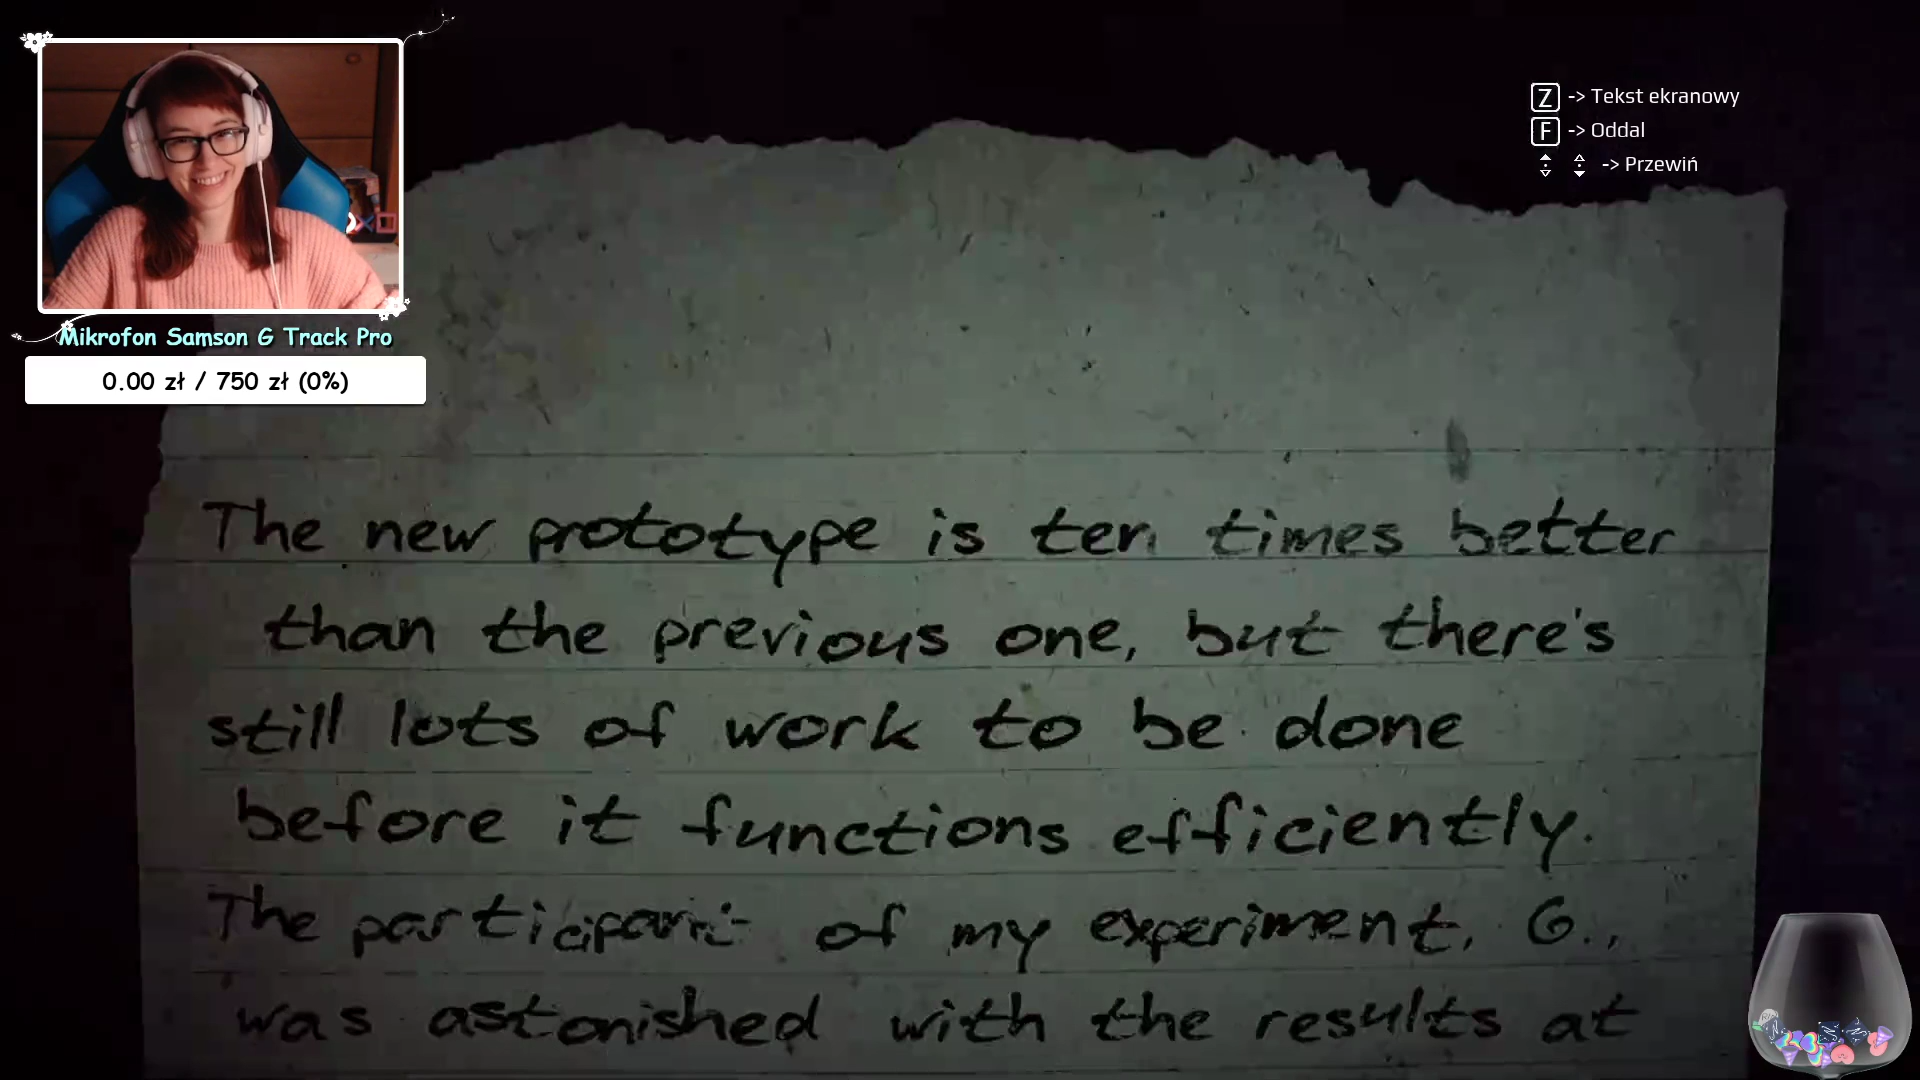 Z -> Tekst ekranowy
F -> Oddal
-> Przewiń
Mikrofon Samson G Track Pro
0.00 zł / 750 zł (0%)
The new prototype is ten times better
than the previous one, but there's
still lots of work to be done
before it functions efficiently.
The participant of my experiment, G.,
was astonished with the results at